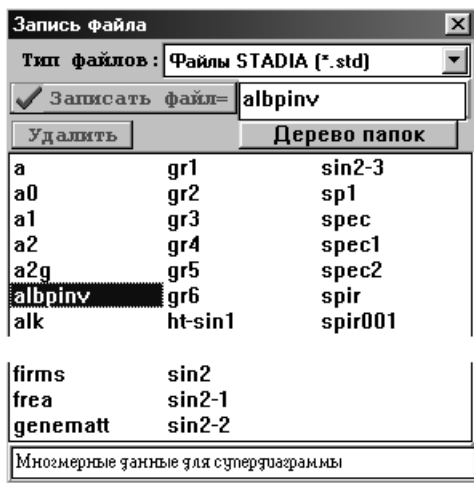 Запись файла
Тип файлов: Файлы STADIA (*.std)
Записать файл= albpinv
Удалить Дерево папок
a gr1 sin2-3
a0 gr2 sp1
a1 gr3 spec
a2 gr4 spec1
a2g gr5 spec2
albpinv gr6 spir
alk ht-sin1 spir001
firms sin2
frea sin2-1
genematt sin2-2
Многмерные данные для супердиаграммы